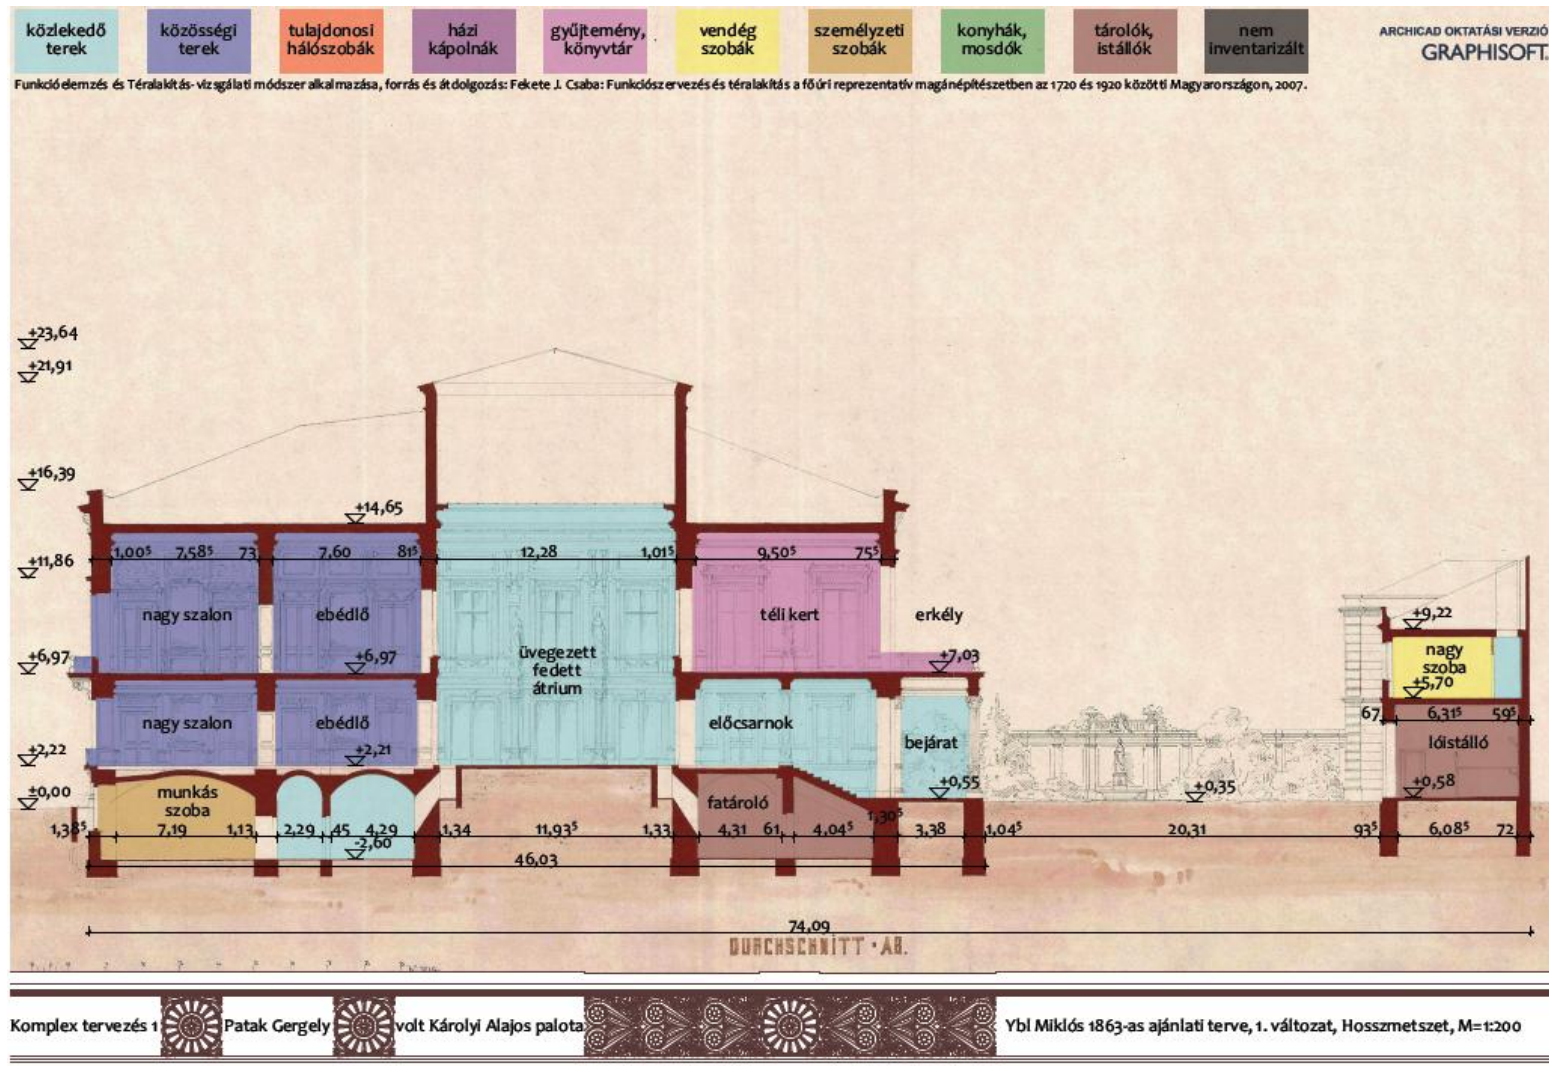 közlekedő
terek
közösségi
terek
tulajdonosi
hálószobák
házi
kápolnák
gyűjtemény,
könyvtár
vendég
szobák
személyzeti
szobák
konyhák,
mosdók
tárolók,
istállók
nem
inventarizált
ARCHICAD OKTATÁSI VERZIÓ
GRAPHISOFT.
Funkcióelemzés és Téralakítás-vizsgálati módszer alkalmazása, forrás és átdolgozás: Fekete J. Csaba: Funkciószervezés és téralakítás a főúri reprezentatív magánépítészetben az 1720 és 1920 közötti Magyarországon, 2007.
+23,64
+21,91
+16,39
+14,65
1,00⁵ 7,58⁵ 73 7,60 81⁵ 12,28 1,01⁵ 9,50⁵ 75⁵
+11,86
nagy szalon
ebédlő
téli kert
erkély
+9,22
üvegezett
fedett
átrium
nagy
szoba
+6,97
+6,97
+7,03
+5,70
67 6,31⁵ 59⁵
nagy szalon
ebédlő
előcsarnok
bejárat
lóistálló
+2,22
+2,21
+0,55
+0,35
+0,58
±0,00
munkás
szoba
fatároló
1,38⁵ 7,19 1,13 2,29 45 4,29 1,34 11,93⁵ 1,33 4,31 61 4,04⁵ 1,30⁵ 3,38 1,04⁵ 20,31 93⁵ 6,08⁵ 72
-2,60
46,03
74,09
DURCHSCHNITT · AB.
Komplex tervezés 1
Patak Gergely
volt Károlyi Alajos palota
Ybl Miklós 1863-as ajánlati terve, 1. változat, Hosszmetszet, M=1:200